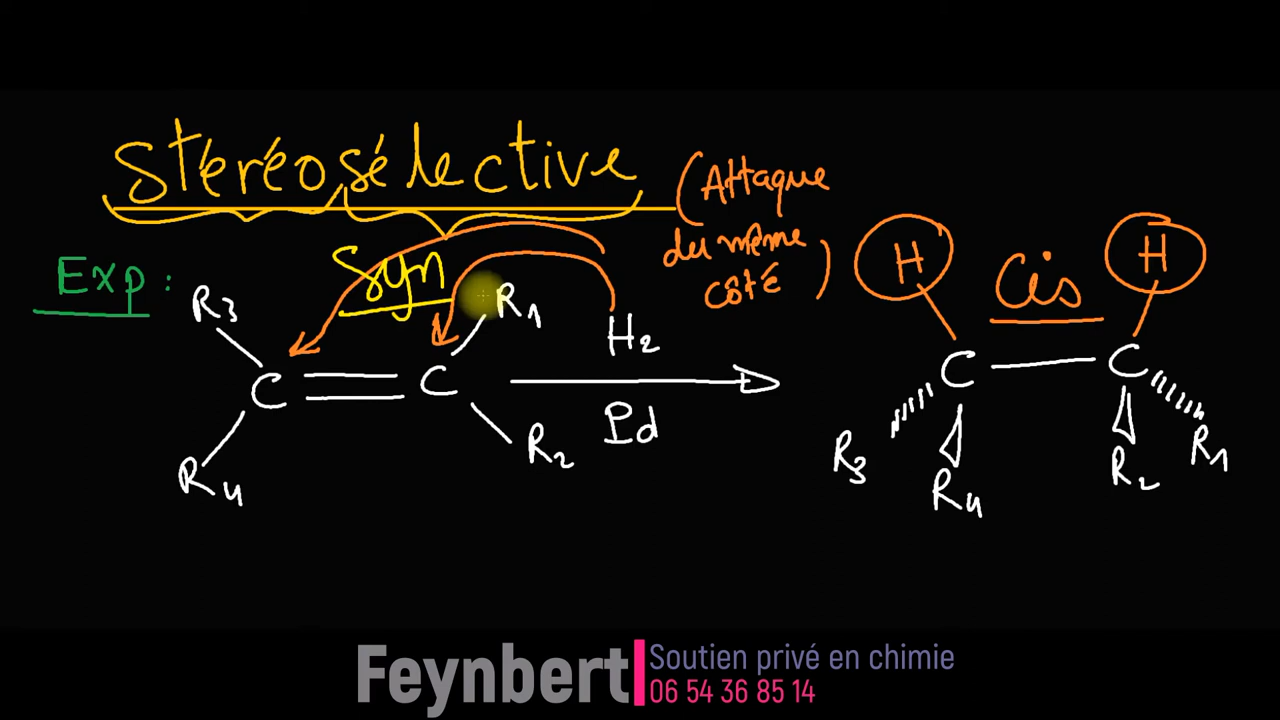 Stéréosélective
(Attaque
du même
côté)
Syn
Exp :
H H
Cis
R3 R1
H2
C C
C C
Pd
R4 R2
R3 R4 R2 R1
Feynbert
Soutien privé en chimie
06 54 36 85 14